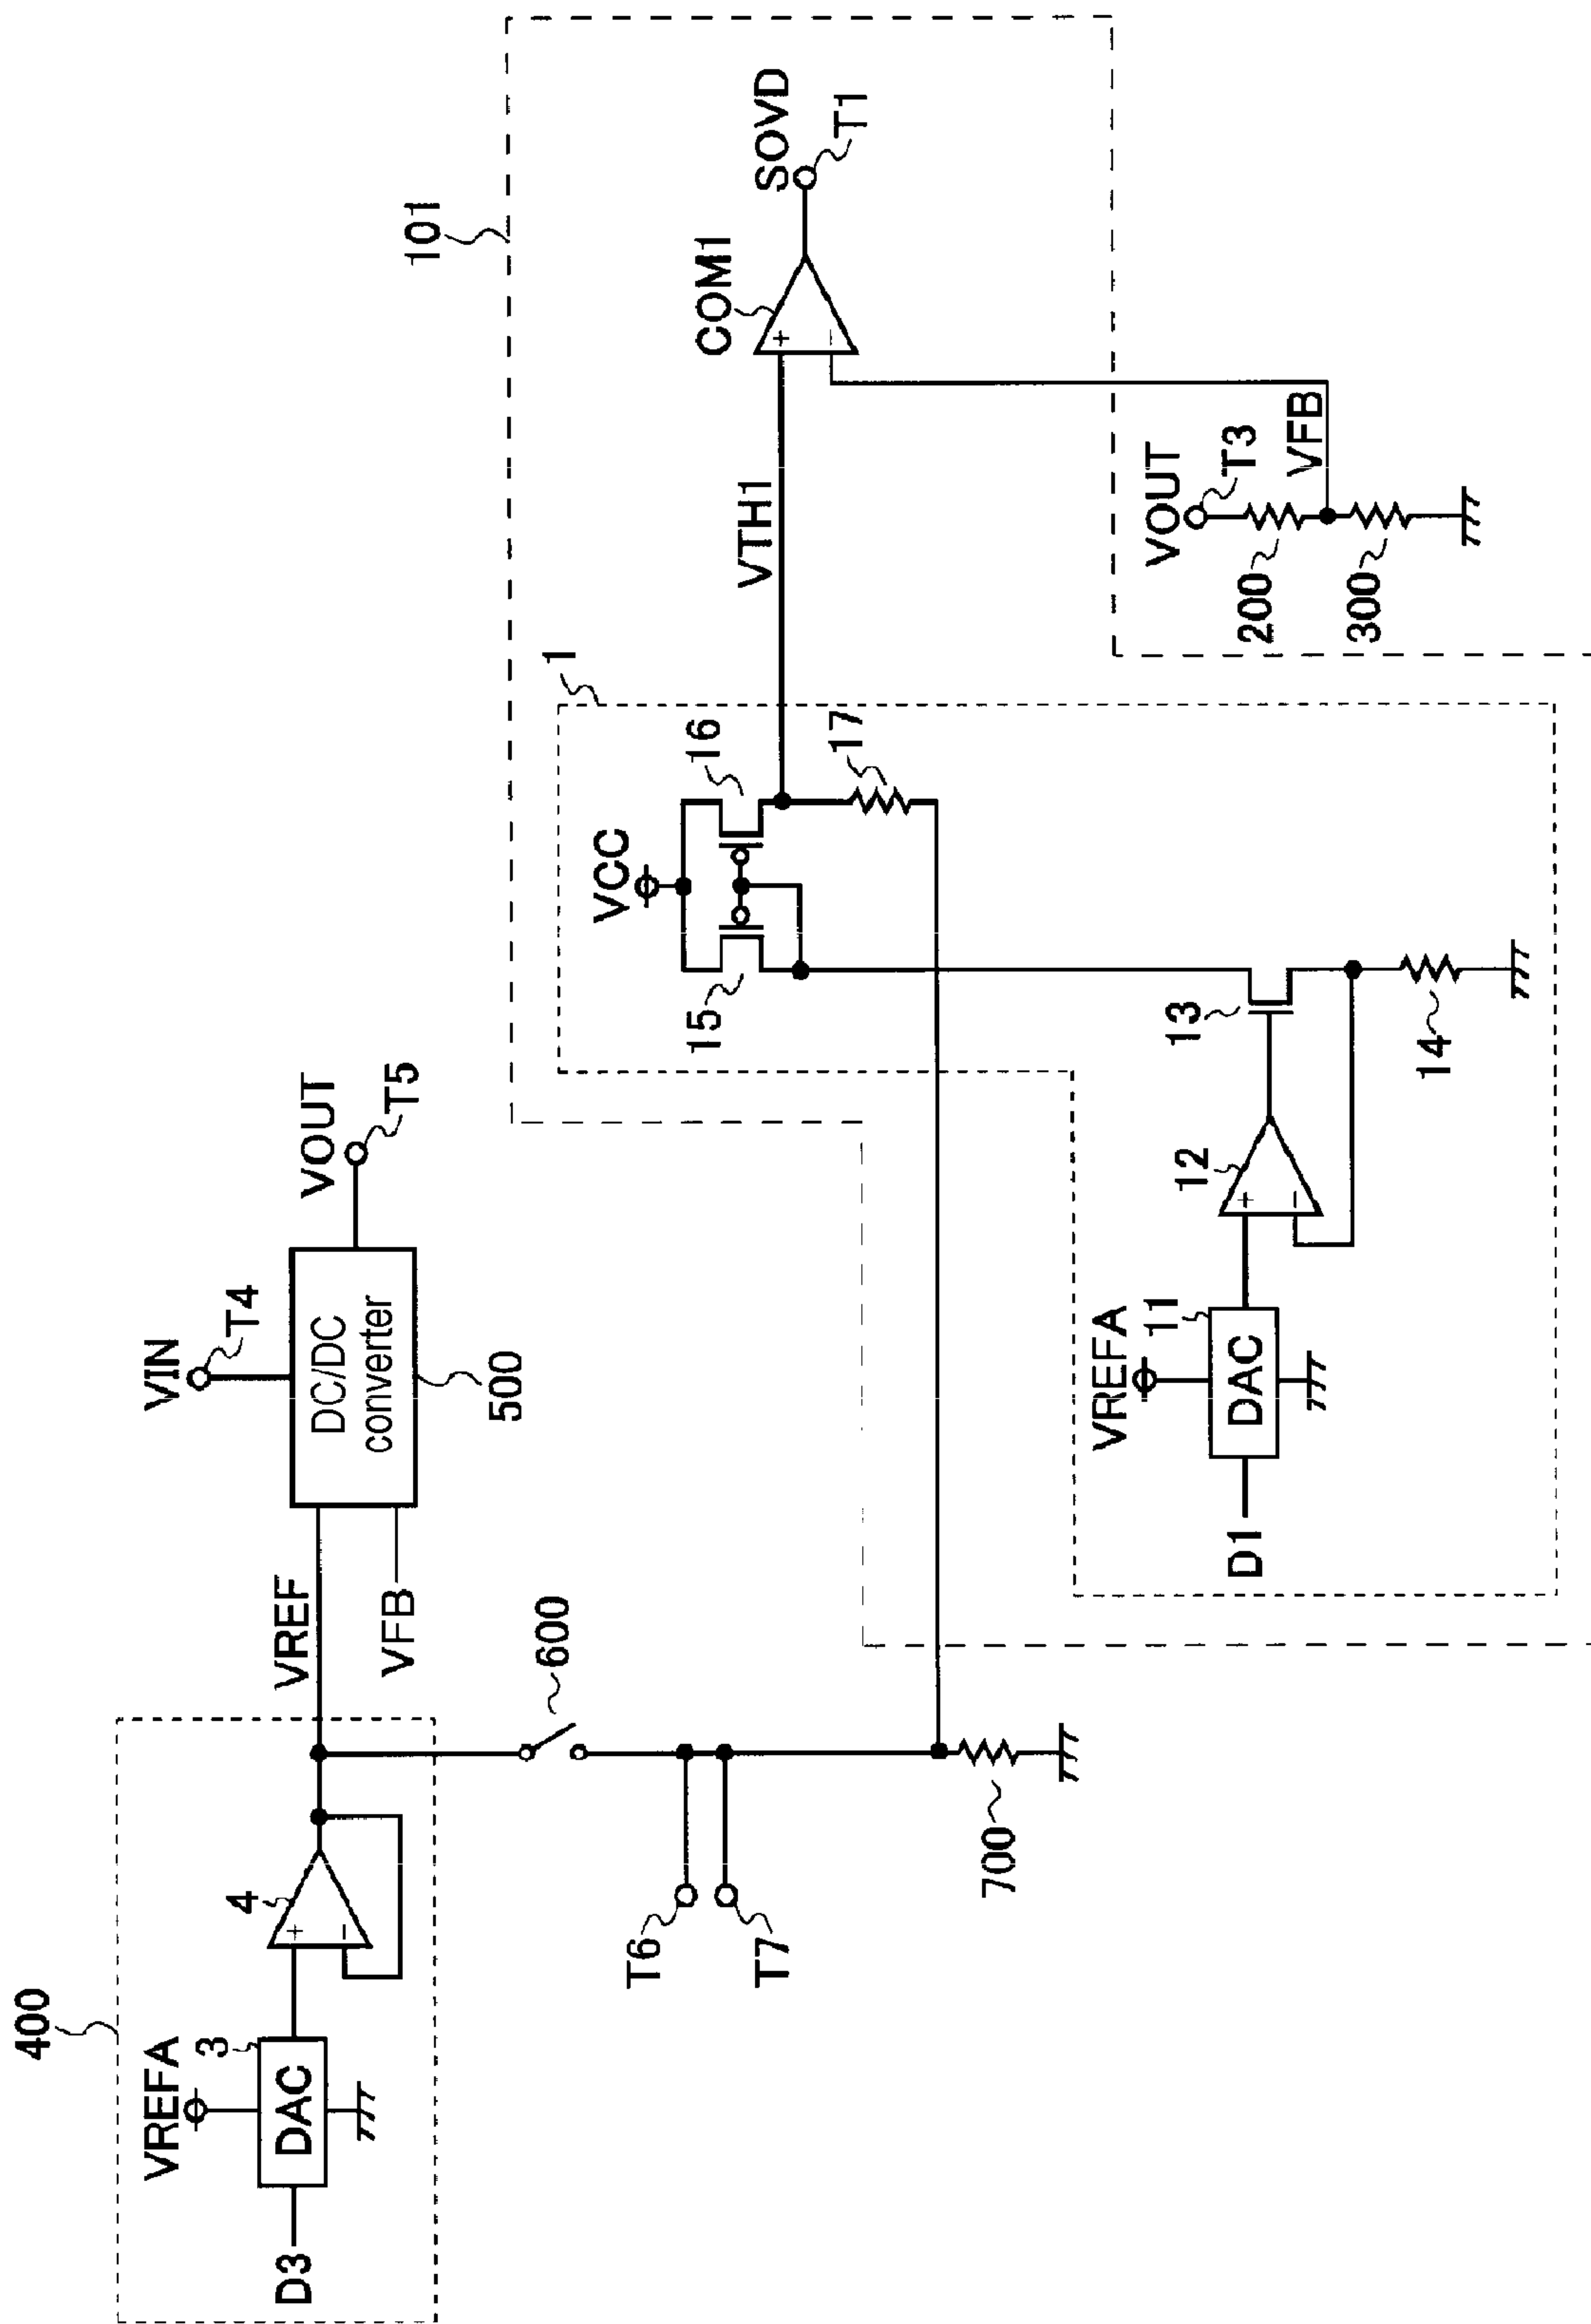 400
VREFA
3
DAC
D3
4
+
−
VREF
VFB
VIN
T4
DC/DC
converter
500
VOUT
T5
600
T6
T7
700
101
1
VCC
15
16
17
VTH1
COM1
+
−
SOVD
T1
VOUT
T3
200
VFB
300
VREFA
11
DAC
D1
12
+
−
13
14